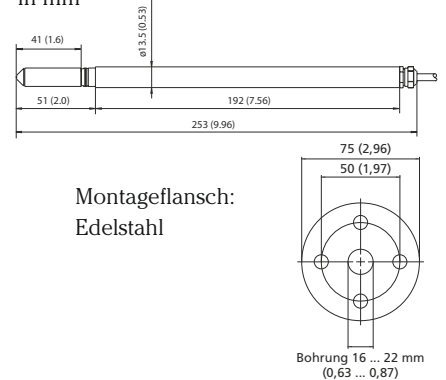 in mm
41 (1.6)
ø13.5 (0.53)
51 (2.0)
192 (7.56)
253 (9.96)
75 (2,96)
50 (1,97)
Montageflansch:
Edelstahl
Bohrung 16 ... 22 mm
(0,63 ... 0,87)